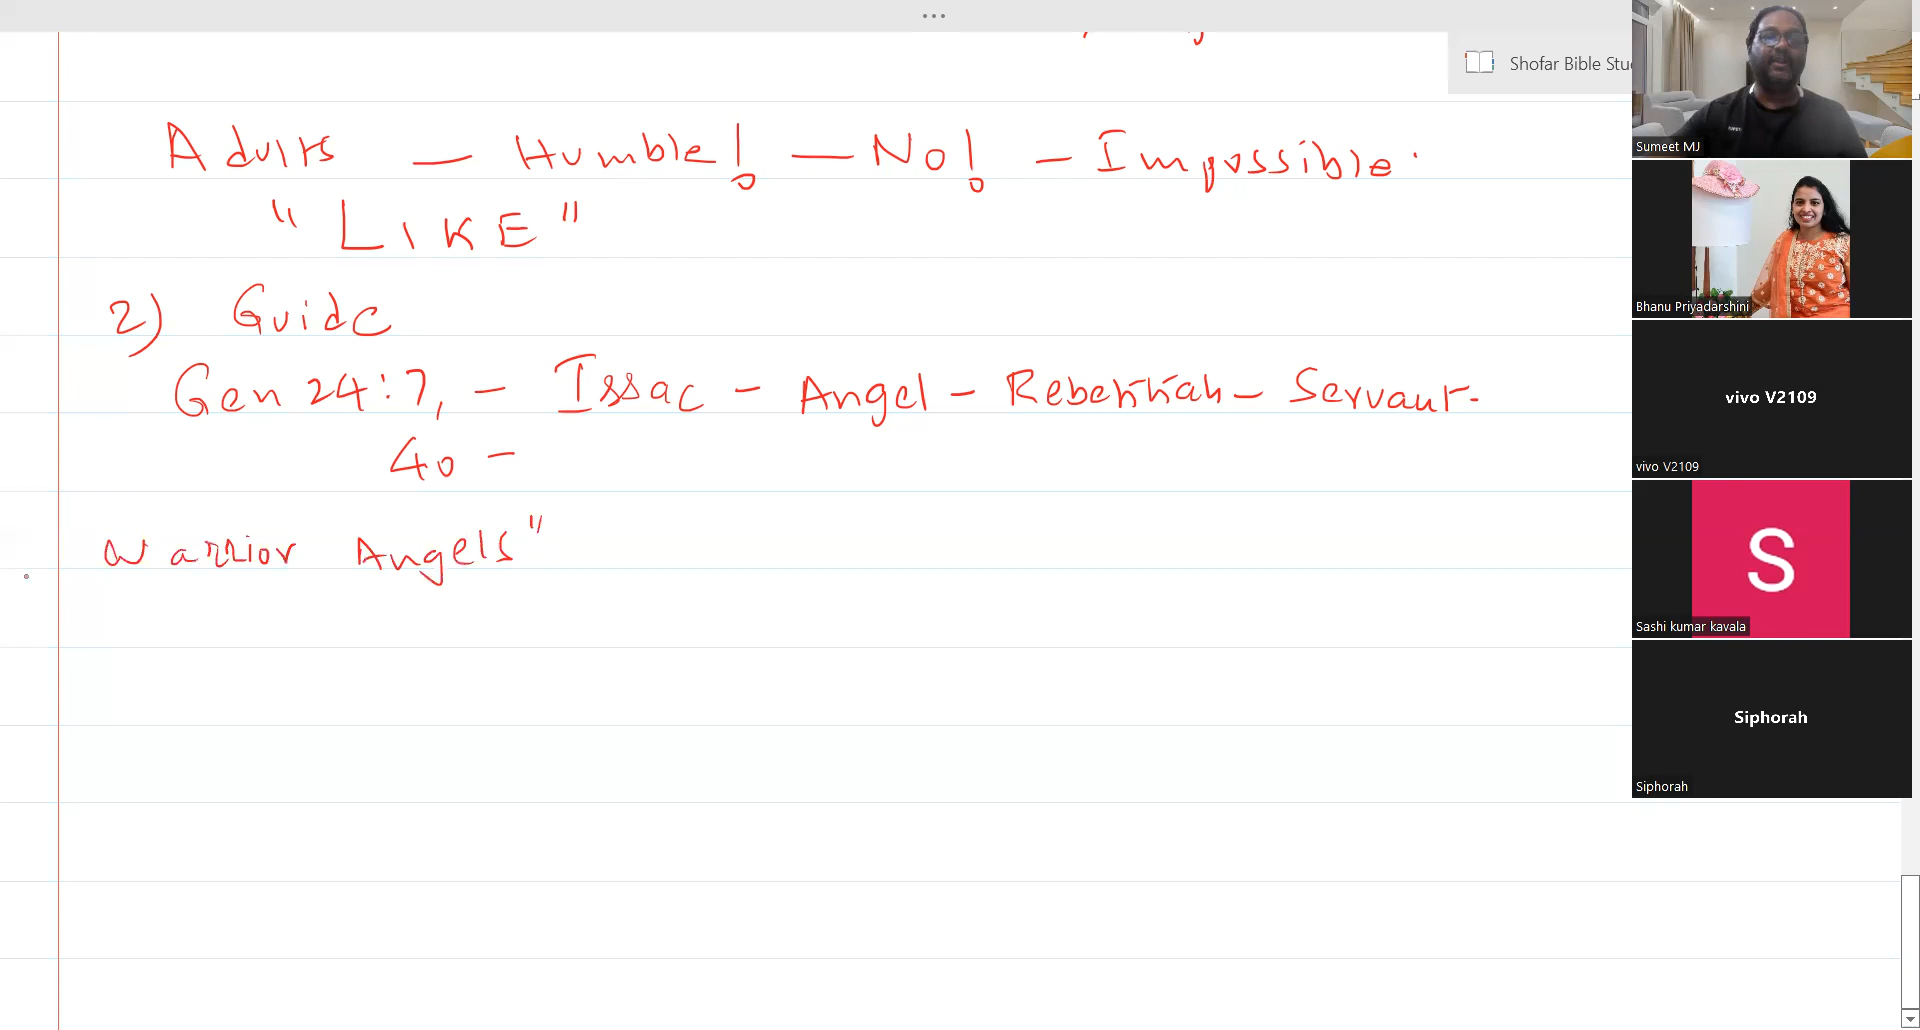 Shofar Bible Stu
Adults — Humble! — No! — Impossible.
"LIKE"
2) Guide
Gen 24:7, — Issac — Angel — Rebekkah — Servant.
40 —
Warrior Angels"
Sumeet MJ
Bhanu Priyadarshini
vivo V2109
vivo V2109
S
Sashi kumar kavala
Siphorah
Siphorah